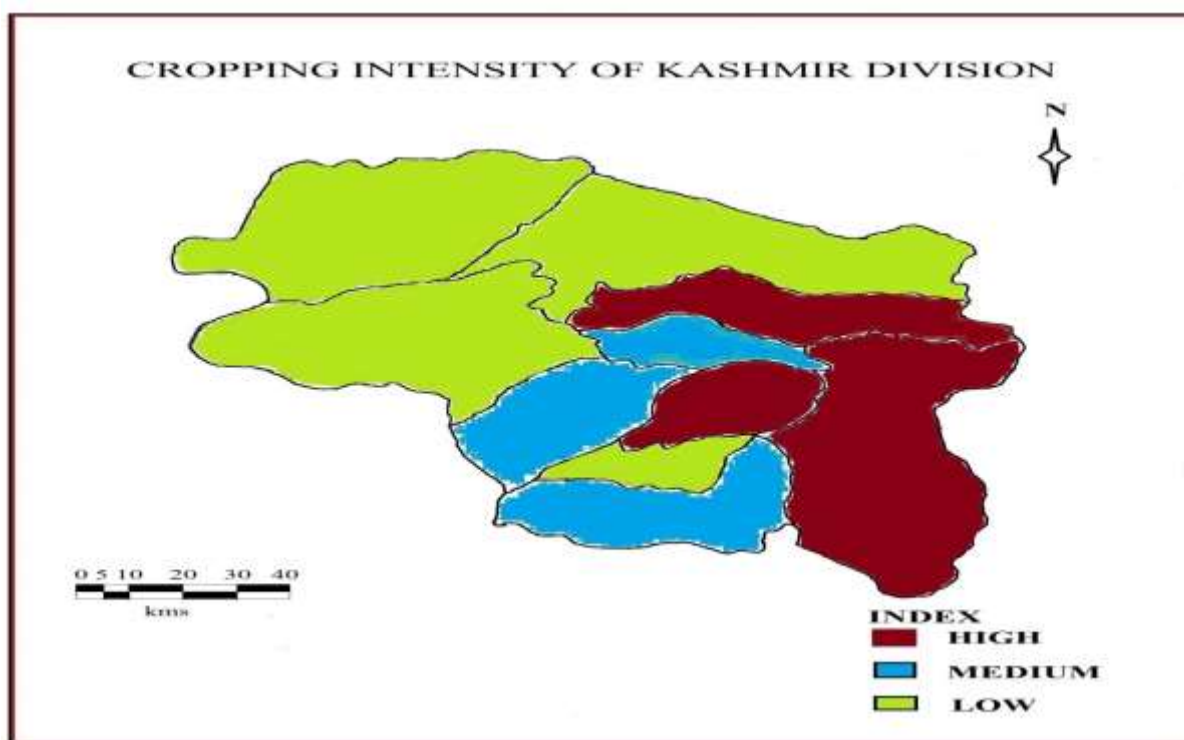 CROPPING INTENSITY OF KASHMIR DIVISION
N
0 5 10 20 30 40
kms
INDEX
HIGH
MEDIUM
LOW